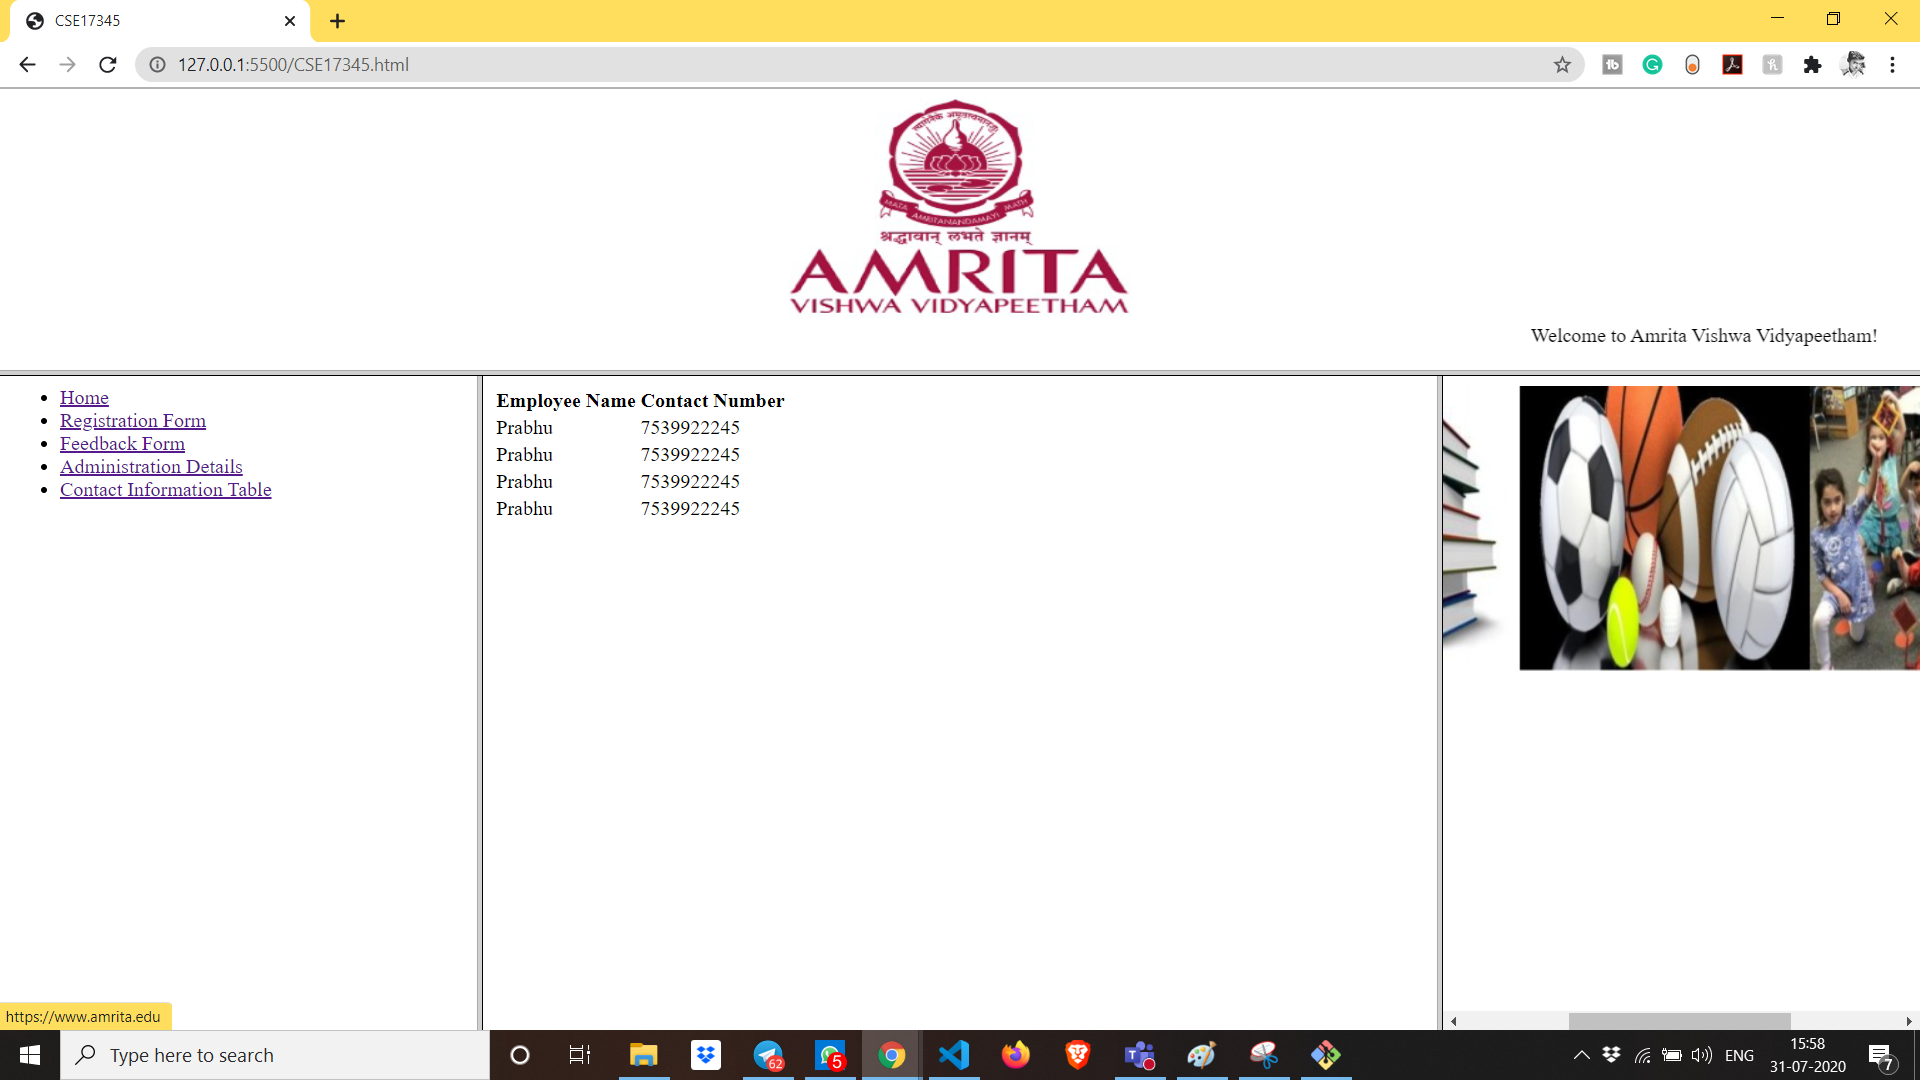 CSE17345
127.0.0.1:5500/CSE17345.html
MATA AMRITANANDAMAYI MATH
श्रद्धावान् लभते ज्ञानम्
AMRITA
VISHWA VIDYAPEETHAM
Welcome to Amrita Vishwa Vidyapeetham!
Home
Registration Form
Feedback Form
Administration Details
Contact Information Table
Employee Name Contact Number
Prabhu 7539922245
Prabhu 7539922245
Prabhu 7539922245
Prabhu 7539922245
https://www.amrita.edu
Type here to search
62
5
ENG
15:58
31-07-2020
7